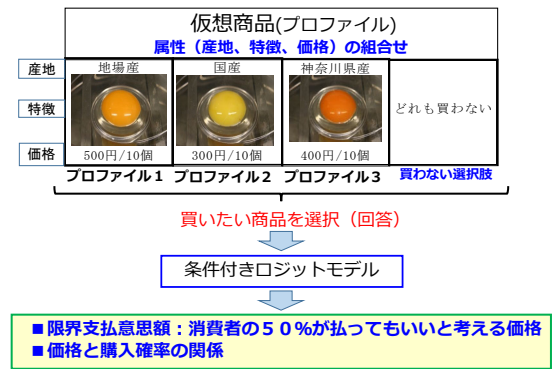 仮想商品(プロファイル)
属性（産地、特徴、価格）の組合せ
産地
地場産
国産
神奈川県産
特徴
どれも買わない
価格
500円/10個
300円/10個
400円/10個
プロファイル１
プロファイル２
プロファイル３
買わない選択肢
買いたい商品を選択（回答）
条件付きロジットモデル
■限界支払意思額：消費者の５０％が払ってもいいと考える価格
■価格と購入確率の関係